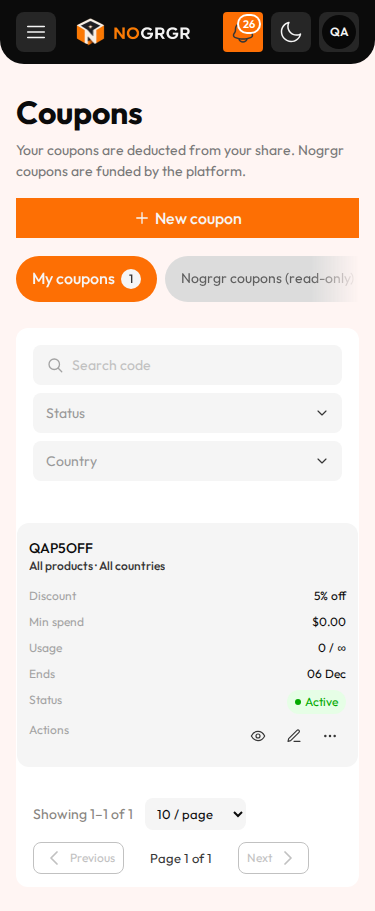 NOGRGR
26
QA
Coupons
Your coupons are deducted from your share. Nogrgr
coupons are funded by the platform.
+ New coupon
My coupons 1
Nogrgr coupons (read-only)
Search code
Status
Country
QAP5OFF
All products · All countries
Discount 5% off
Min spend $0.00
Usage 0 / ∞
Ends 06 Dec
Status Active
Actions
Showing 1–1 of 1 10 / page
Previous Page 1 of 1 Next